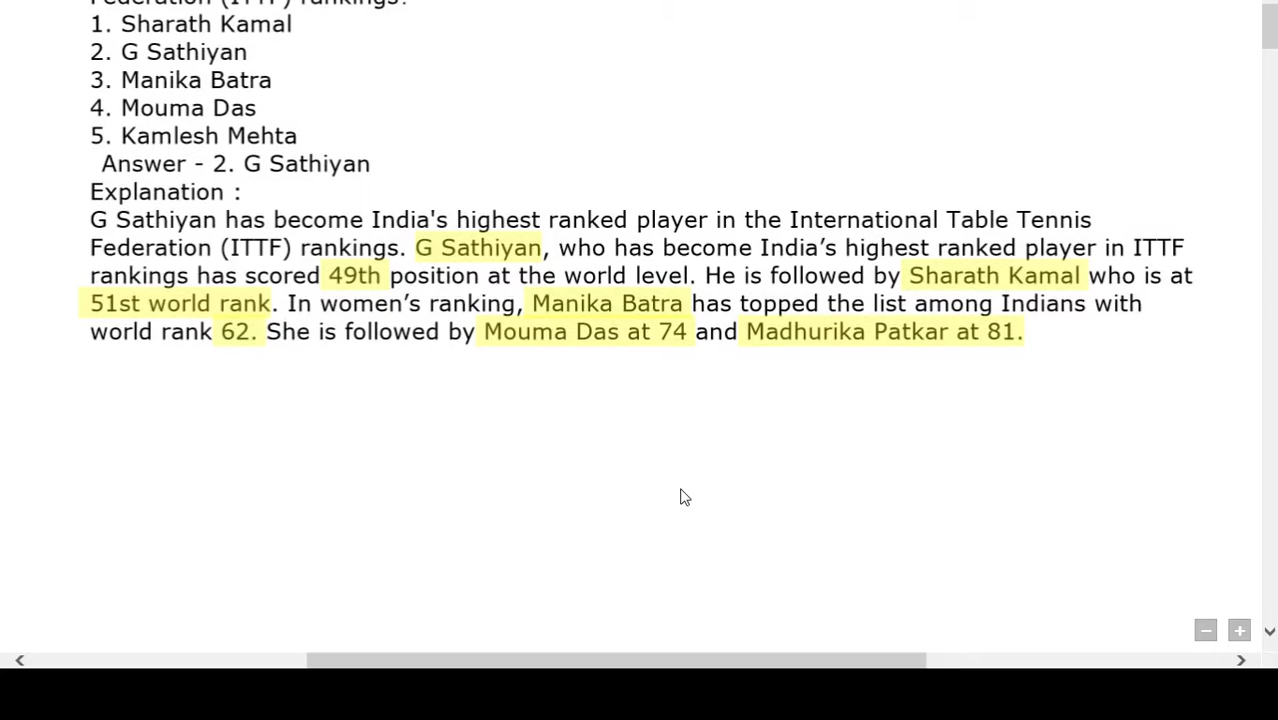 Federation (ITTF) rankings?
1. Sharath Kamal
2. G Sathiyan
3. Manika Batra
4. Mouma Das
5. Kamlesh Mehta
Answer - 2. G Sathiyan
Explanation :
G Sathiyan has become India's highest ranked player in the International Table Tennis
Federation (ITTF) rankings. G Sathiyan, who has become India’s highest ranked player in ITTF
rankings has scored 49th position at the world level. He is followed by Sharath Kamal who is at
51st world rank. In women’s ranking, Manika Batra has topped the list among Indians with
world rank 62. She is followed by Mouma Das at 74 and Madhurika Patkar at 81.